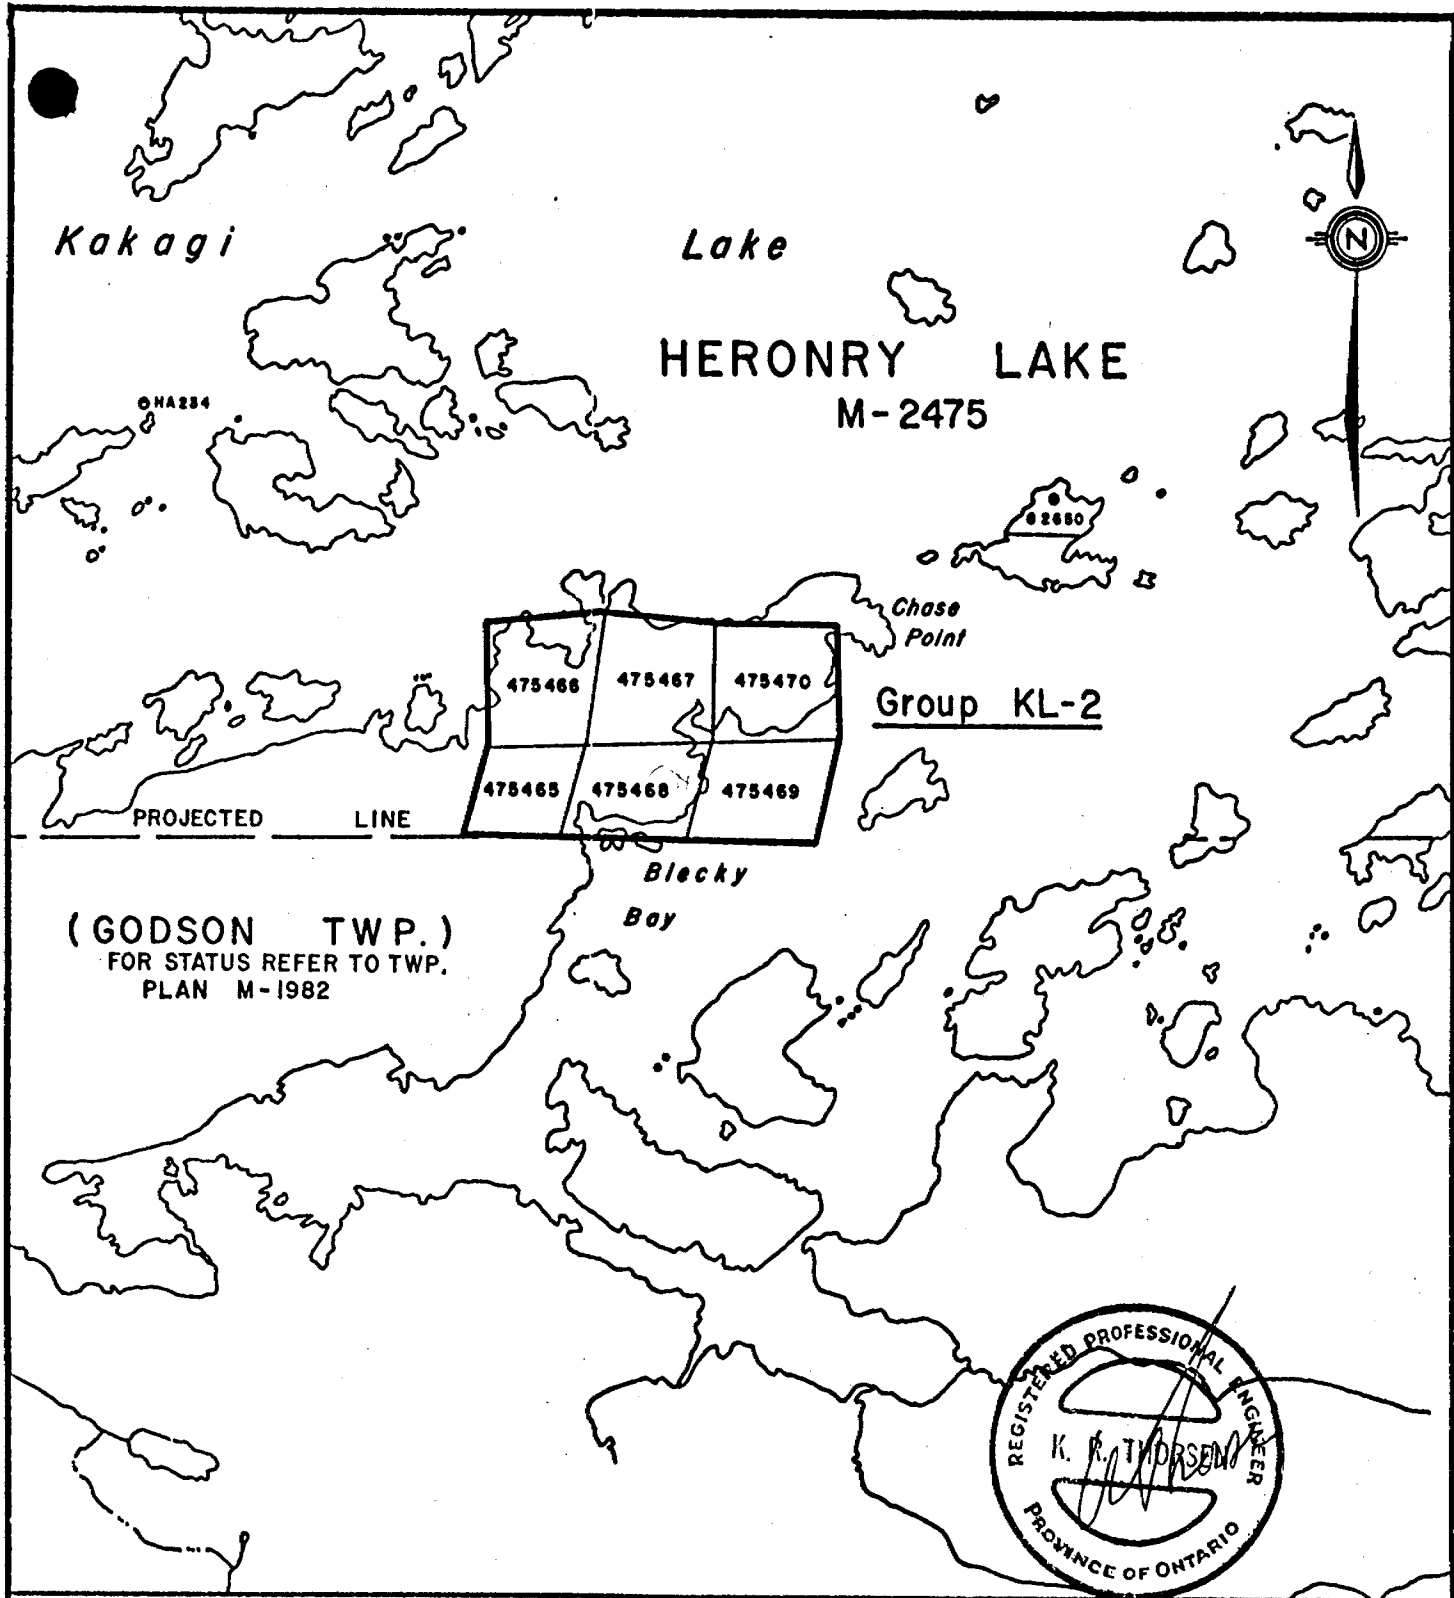 Kakagi Lake
N
HERONRY LAKE
M-2475
HA234
82650
Chase
Point
475466 475467 475470
Group KL-2
475465 475468 475469
PROJECTED LINE
Blecky
Bay
(GODSON TWP.)
FOR STATUS REFER TO TWP.
PLAN M-1982
REGISTERED PROFESSIONAL ENGINEER
K. R. THORSEN
PROVINCE OF ONTARIO